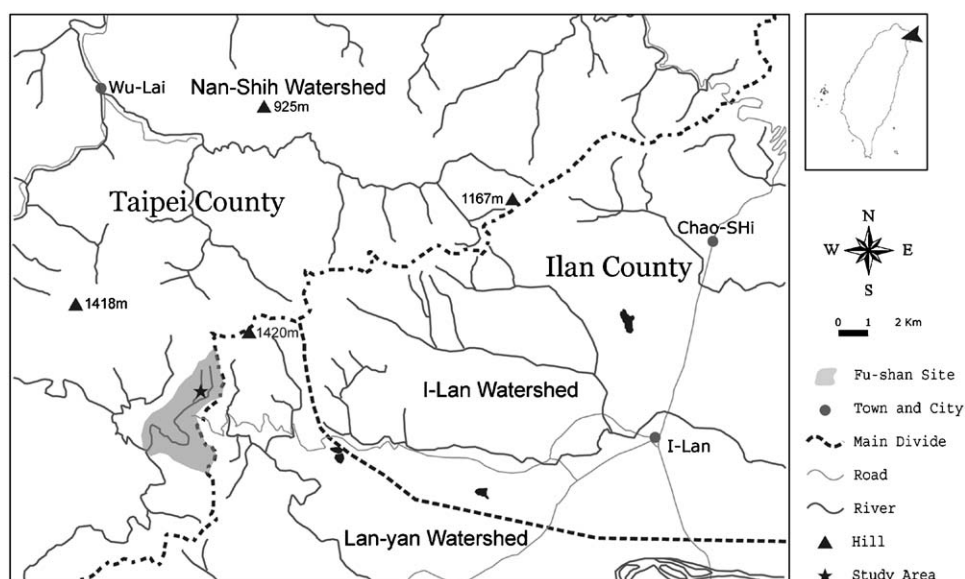 Wu-Lai
Nan-Shih Watershed
925m
Taipei County
1167m
Chao-SHi
Ilan County
1418m
1420m
I-Lan Watershed
I-Lan
Lan-yan Watershed
N
W E
S
0 1 2 Km
Fu-shan Site
Town and City
Main Divide
Road
River
Hill
Study Area